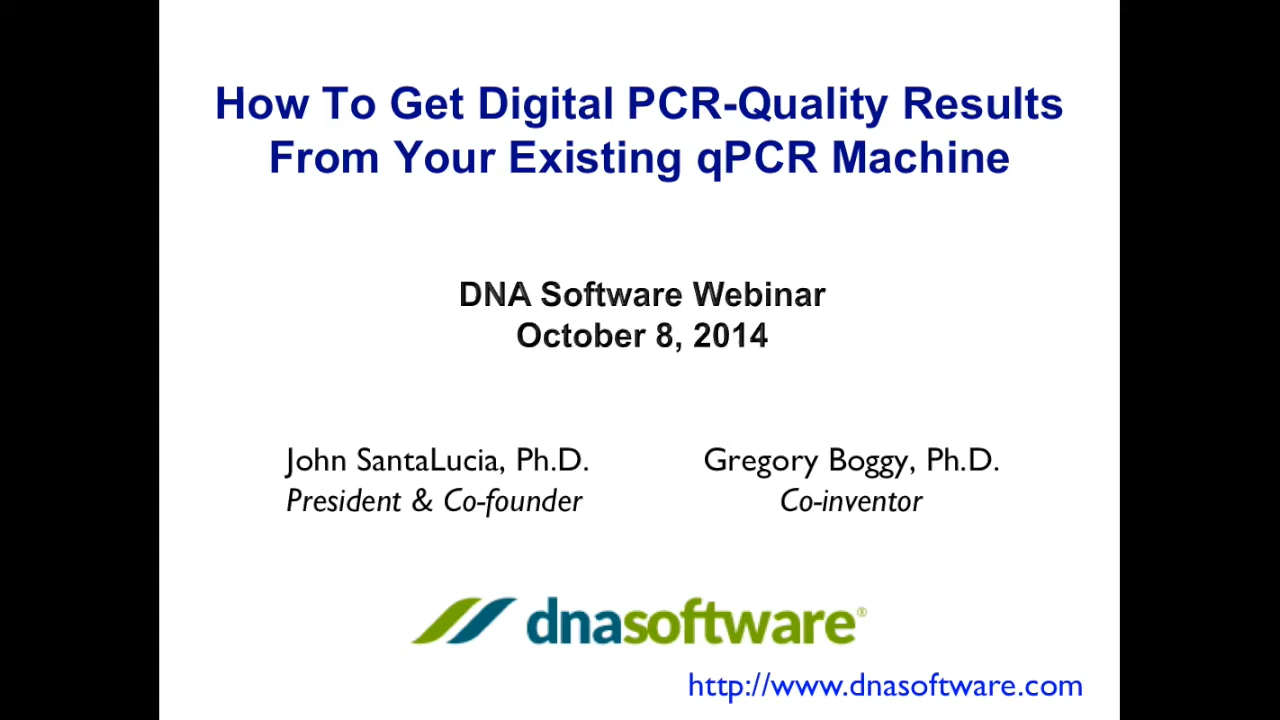 How To Get Digital PCR-Quality Results
From Your Existing qPCR Machine
DNA Software Webinar
October 8, 2014
John SantaLucia, Ph.D.
President & Co-founder
Gregory Boggy, Ph.D.
Co-inventor
dnasoftware®
http://www.dnasoftware.com